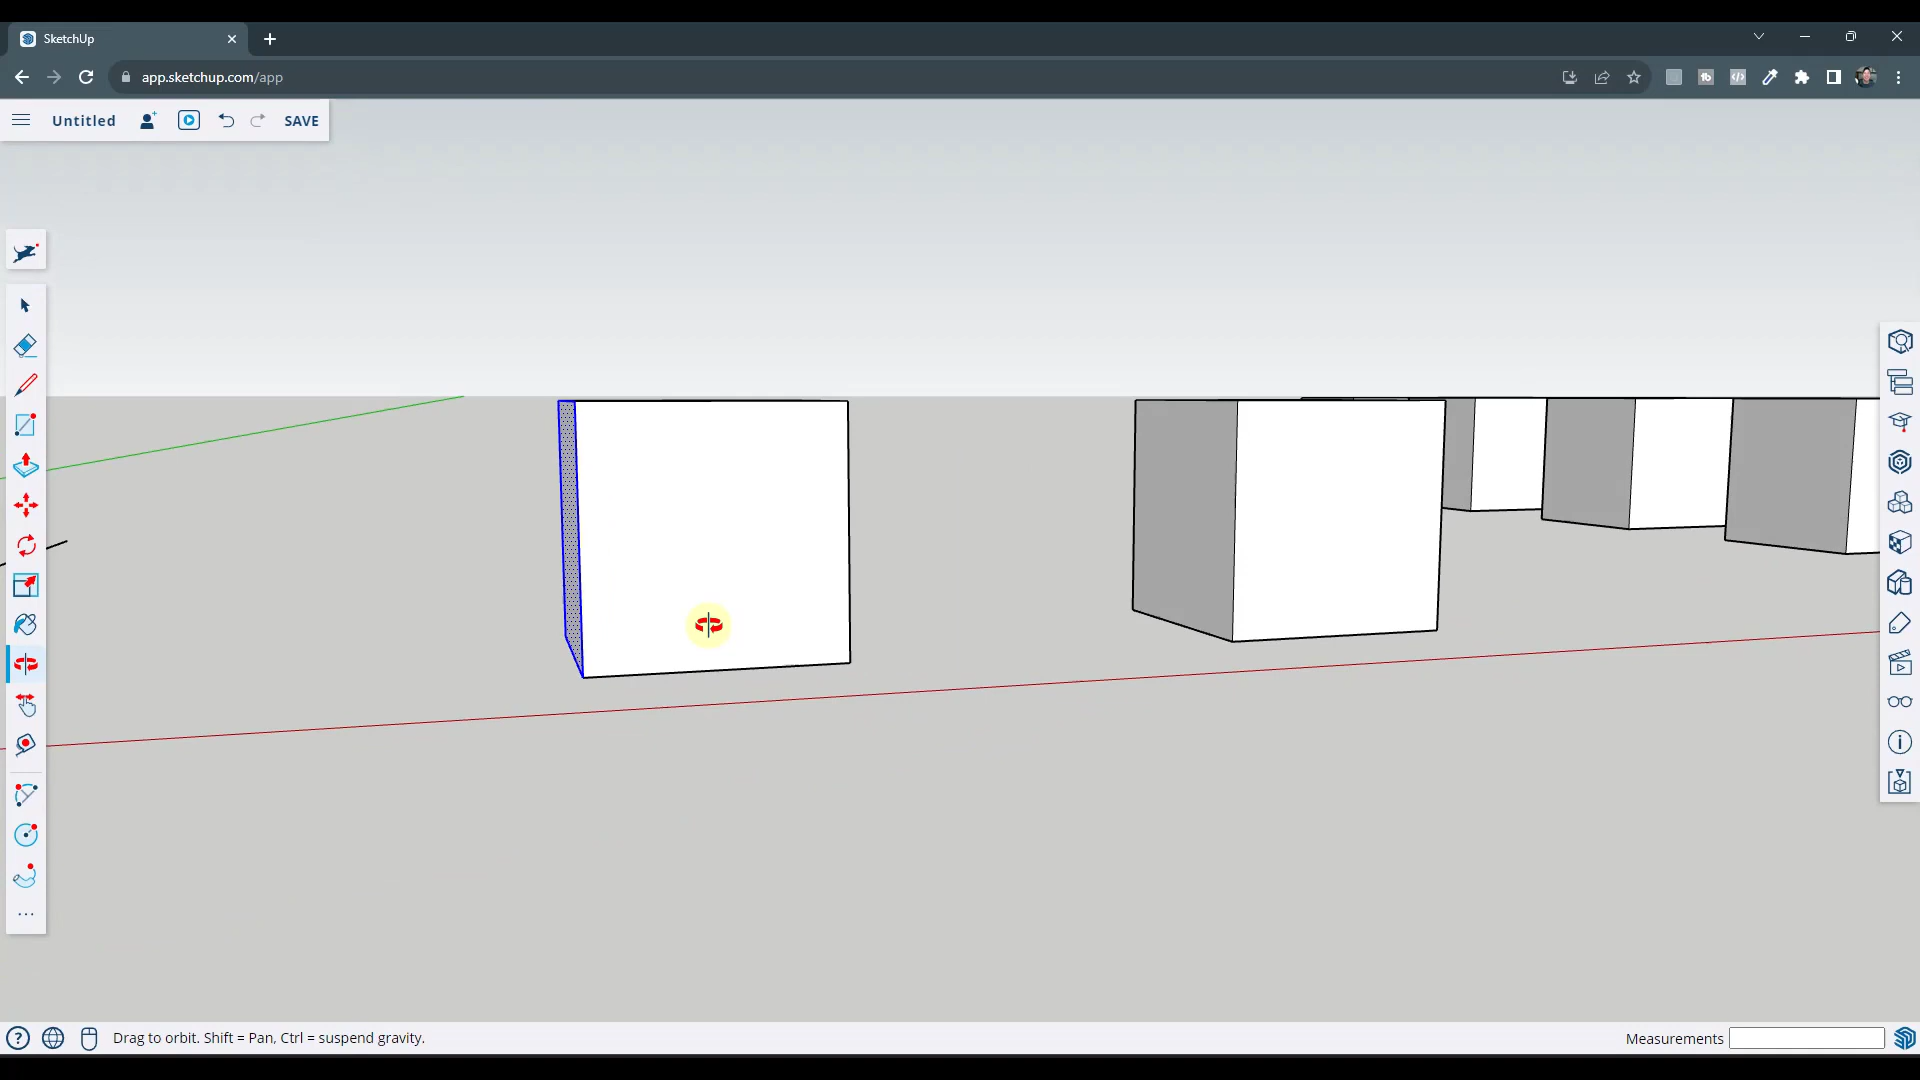 SketchUp
app.sketchup.com/app
Untitled
SAVE
Drag to orbit. Shift = Pan, Ctrl = suspend gravity.
Measurements